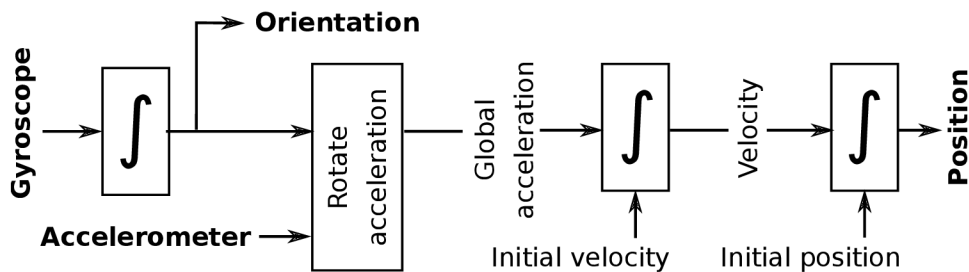 Orientation
Gyroscope
∫
Rotate
acceleration
Accelerometer
Global
acceleration
∫
Initial velocity
Velocity
∫
Initial position
Position